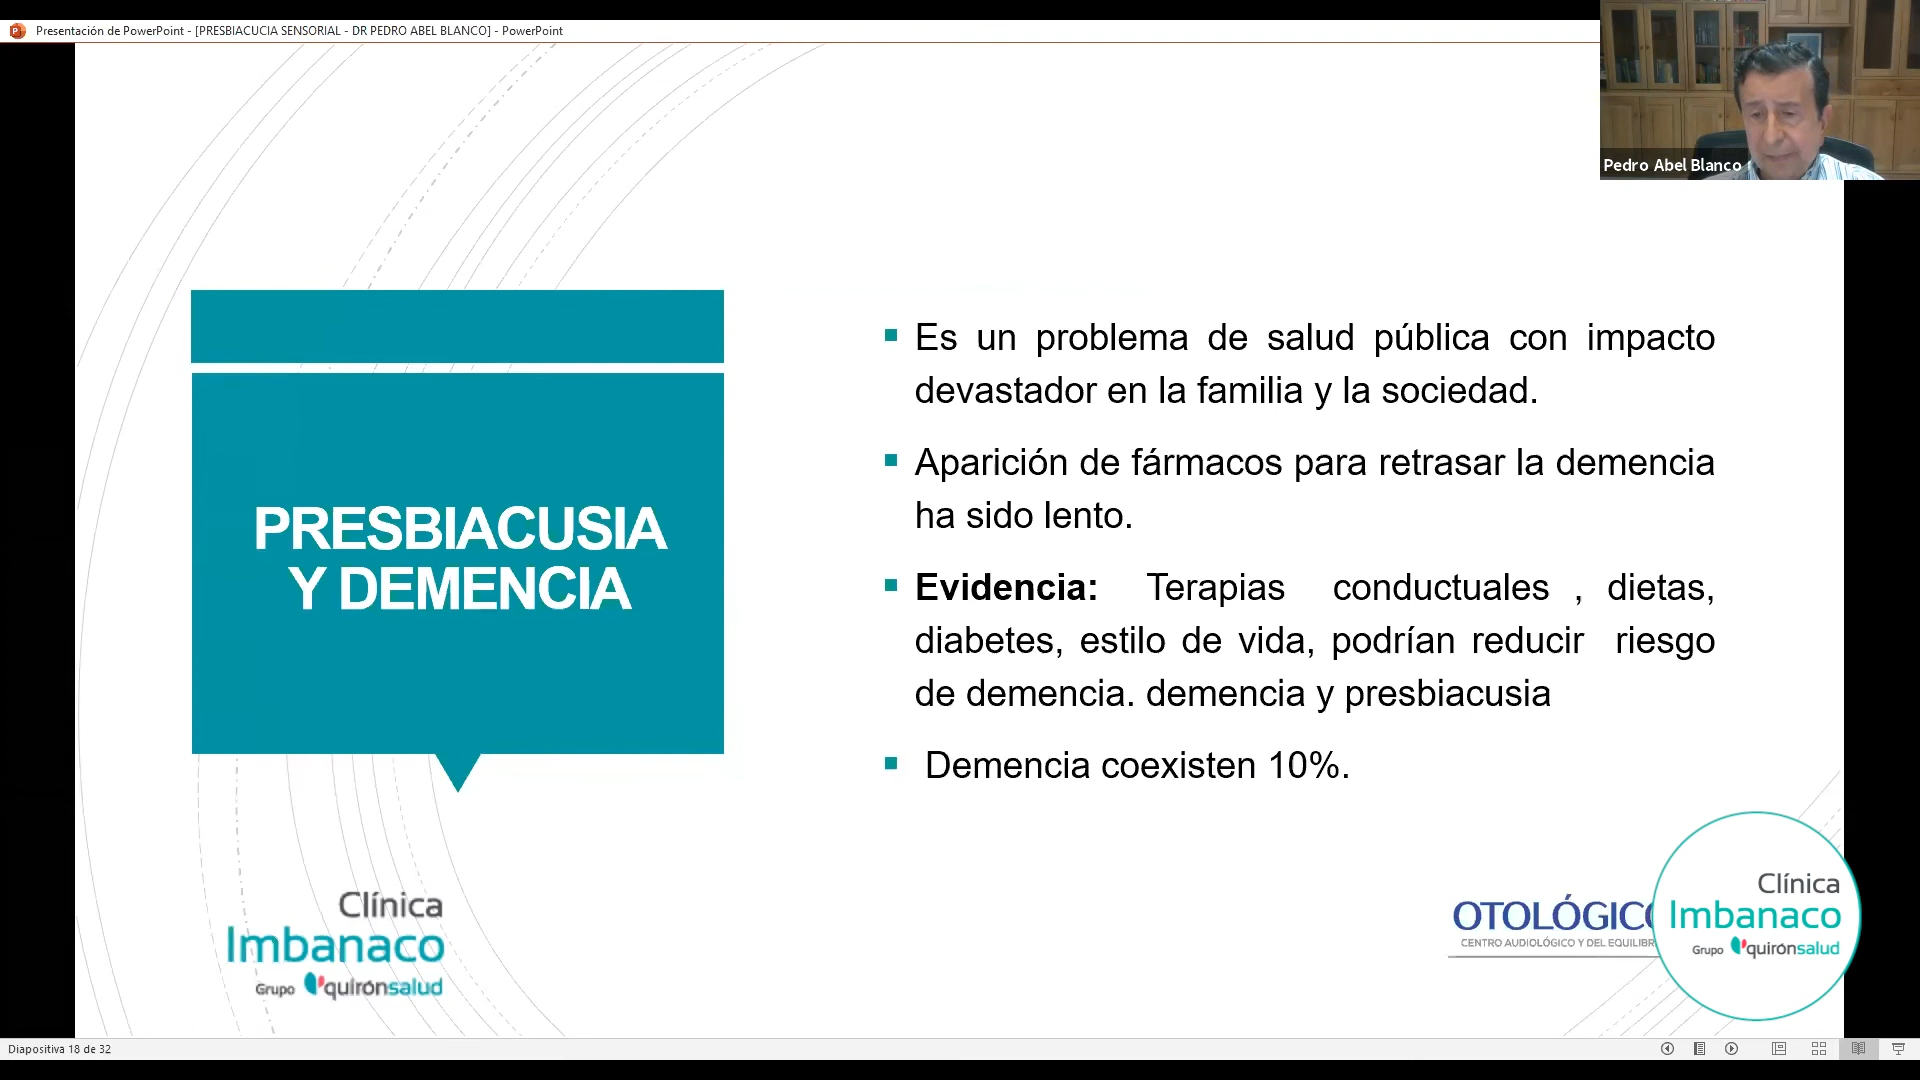 Presentación de PowerPoint - [PRESBIACUCIA SENSORIAL - DR PEDRO ABEL BLANCO] - PowerPoint
Pedro Abel Blanco
PRESBIACUSIA
Y DEMENCIA
Es un problema de salud pública con impacto
devastador en la familia y la sociedad.
Aparición de fármacos para retrasar la demencia
ha sido lento.
Evidencia: Terapias conductuales , dietas,
diabetes, estilo de vida, podrían reducir riesgo
de demencia. demencia y presbiacusia
Demencia coexisten 10%.
Clínica
Imbanaco
Grupo quirónsalud
OTOLÓGICO
CENTRO AUDIOLÓGICO Y DEL EQUILIBR
Clínica
Imbanaco
Grupo quirónsalud
Diapositiva 18 de 32